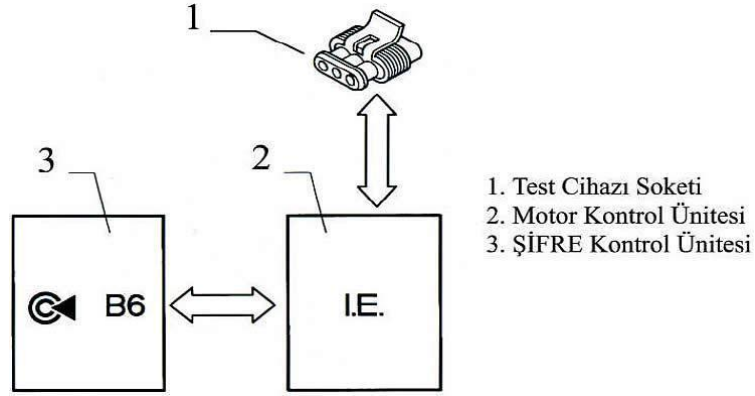 1
3
2
B6
I.E.
1. Test Cihazı Soketi
2. Motor Kontrol Ünitesi
3. ŞİFRE Kontrol Ünitesi